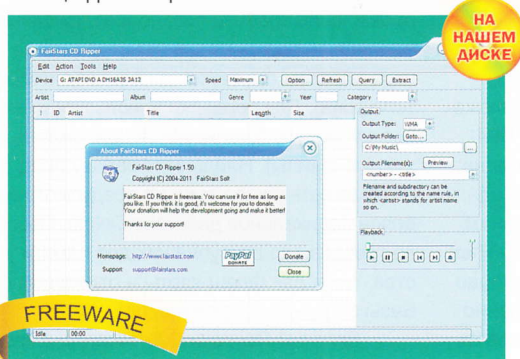 НА
НАШЕМ
ДИСКЕ
FairStars CD Ripper
Edit Action Tools Help
Device G: ATAPI DVD A DH16A3S 3A13 Speed Maximum Option Refresh Query Extract
Artist Album Genre Year Category
! ID Artist Title Length Size
Output
Output Type: WMA
Output Folder: Goto...
C:\My Music\ ...
Output Filename(s): Preview
<number> - <title>
Filename and subdirectory can be
created according to the name rule, in
which <artist> stands for artist name
so on.
Playback
About FairStars CD Ripper
FairStars CD Ripper 1.50
Copyright (C) 2004-2011 FairStars Soft
FairStars CD Ripper is freeware. You can use it for free as long as
you like. If you think it is good, it's welcome for you to donate.
Your donation will help the development going and make it better!
Thanks for your support!
Homepage: http://www.fairstars.com PayPal DONATE Donate
Support: support@fairstars.com Close
FREEWARE
Idle 00:00